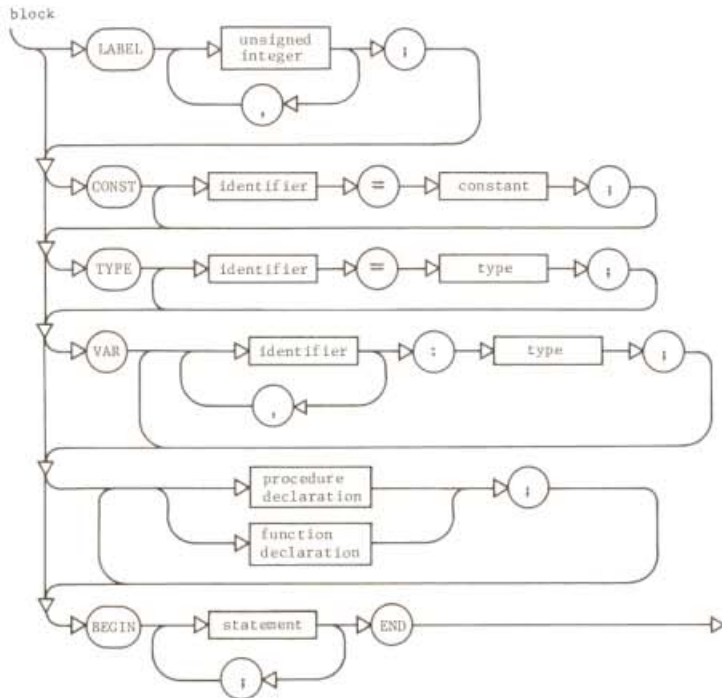 block
LABEL
unsigned
integer
;
,
CONST
identifier
=
constant
;
TYPE
identifier
=
type
;
VAR
identifier
:
type
;
,
procedure
declaration
;
function
declaration
BEGIN
statement
END
;